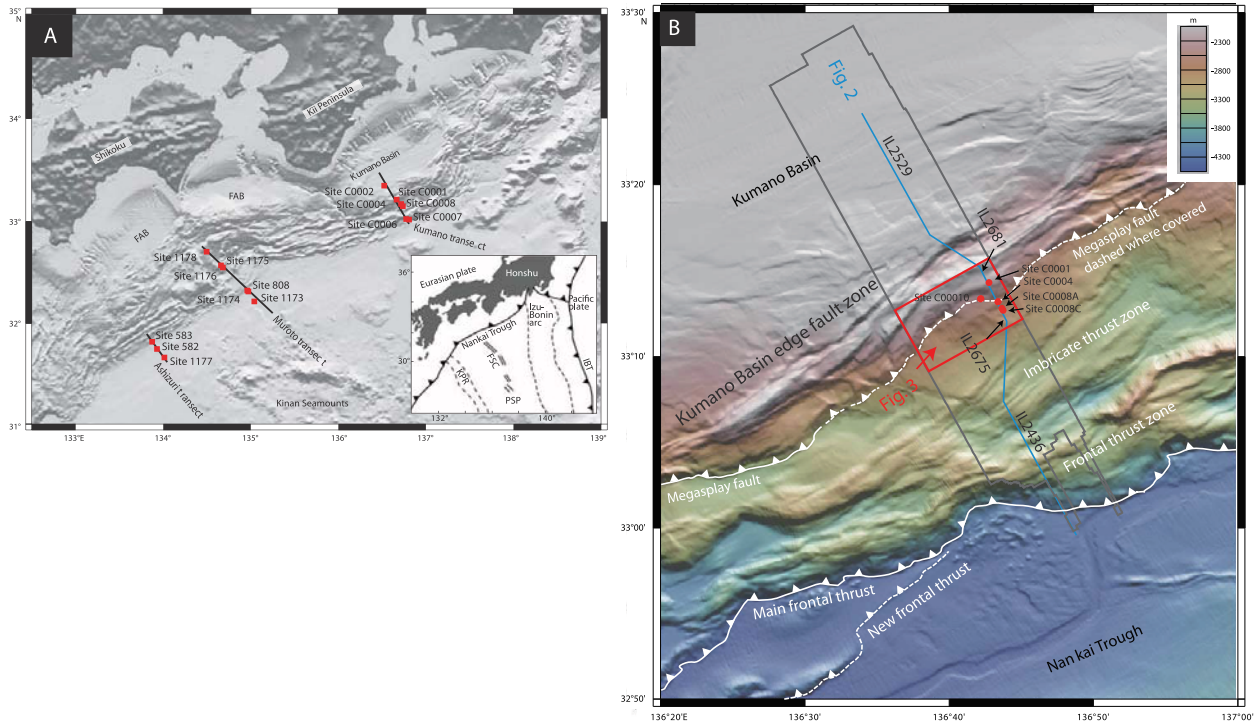 A
35°
N
34°
33°
32°
31°
133°
134°
135°
136°
137°
138°
139°
Kii Peninsula
Shikoku
Kumano Basin
FAB
FAB
Site C0002
Site C0001
Site C0004
Site C0008
Site C0007
Site C0006
Kumano transe..ct
Site 1178
Site 1175
Site 1176
Site 808
Site 1174
Site 1173
Muroto transec t
Site 583
Site 582
Site 1177
Ashizuri t ransect
Kinan Seamounts
Eurasian plate
Honshu
36°
Pacific
plate
Izu-
Bonin
arc
Nankai Trough
30°
FSC
KPR
PSP
IBT
132°
140°
B
33°30'
N
33°20'
33°10'
33°00'
32°50'
136°20'E
136°30'
136°40'
136°50'
137°00'
m
-2300
-2800
-3300
-3800
-4300
Fig. 2
IL2529
Kumano Basin
IL2681
Megasplay fault
dashed where covered
Site C0001
Site C0004
Site C00010
Site C0008A
Site C0008C
Kumano Basin edge fault zone
IL2675
Imbricate thrust zone
Fig. 3
IL2436
Frontal thrust zone
Megasplay fault
Main frontal thrust
New frontal thrust
Nan kai Trough